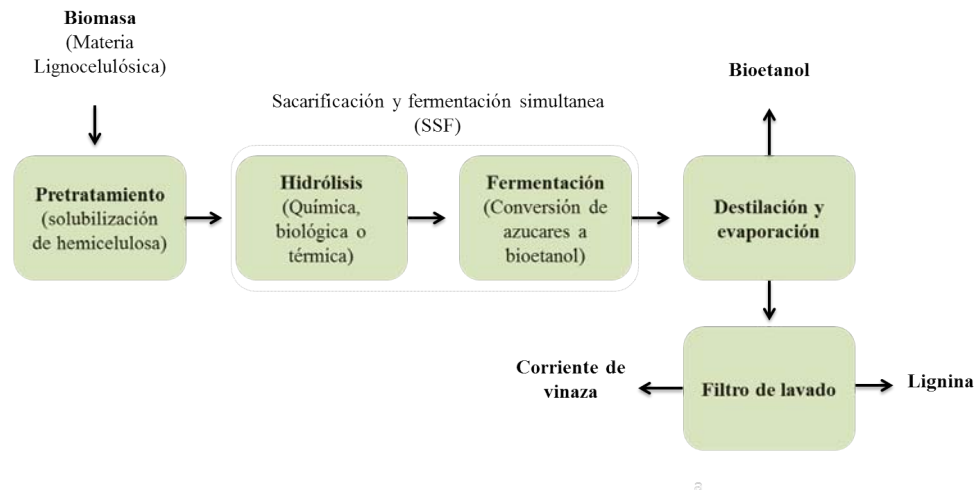 Biomasa
(Materia
Lignocelulósica)
Bioetanol
Sacarificación y fermentación simultanea
(SSF)
Pretratamiento
(solubilización
de hemicelulosa)
Hidrólisis
(Química,
biológica o
térmica)
Fermentación
(Conversión de
azucares a
bioetanol)
Destilación y
evaporación
Corriente de
vinaza
Filtro de lavado
Lignina